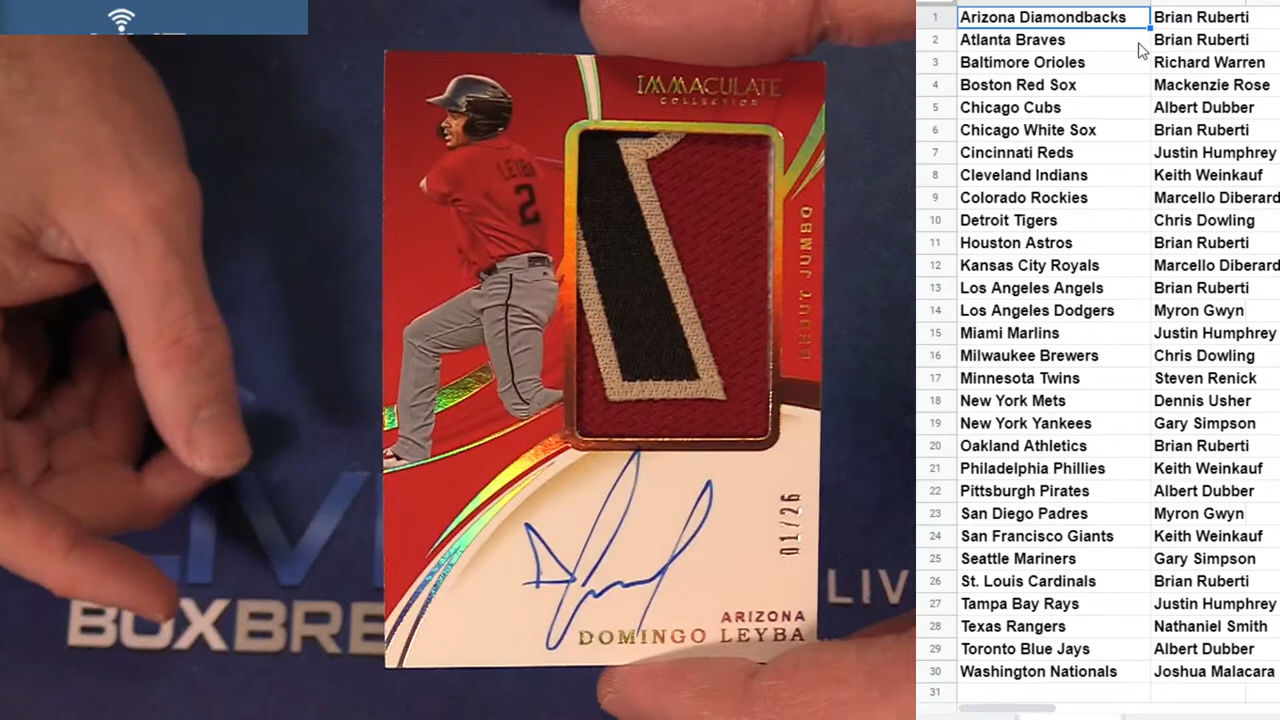 IMMACULATE
COLLECTION
LEYBA
2
DEBUT JUMBO
01/26
ARIZONA
DOMINGO LEYBA
BOXBRE
LIV
1 Arizona Diamondbacks Brian Ruberti
2 Atlanta Braves Brian Ruberti
3 Baltimore Orioles Richard Warren
4 Boston Red Sox Mackenzie Rose
5 Chicago Cubs Albert Dubber
6 Chicago White Sox Brian Ruberti
7 Cincinnati Reds Justin Humphrey
8 Cleveland Indians Keith Weinkauf
9 Colorado Rockies Marcello Diberard
10 Detroit Tigers Chris Dowling
11 Houston Astros Brian Ruberti
12 Kansas City Royals Marcello Diberard
13 Los Angeles Angels Brian Ruberti
14 Los Angeles Dodgers Myron Gwyn
15 Miami Marlins Justin Humphrey
16 Milwaukee Brewers Chris Dowling
17 Minnesota Twins Steven Renick
18 New York Mets Dennis Usher
19 New York Yankees Gary Simpson
20 Oakland Athletics Brian Ruberti
21 Philadelphia Phillies Keith Weinkauf
22 Pittsburgh Pirates Albert Dubber
23 San Diego Padres Myron Gwyn
24 San Francisco Giants Keith Weinkauf
25 Seattle Mariners Gary Simpson
26 St. Louis Cardinals Brian Ruberti
27 Tampa Bay Rays Justin Humphrey
28 Texas Rangers Nathaniel Smith
29 Toronto Blue Jays Albert Dubber
30 Washington Nationals Joshua Malacara
31